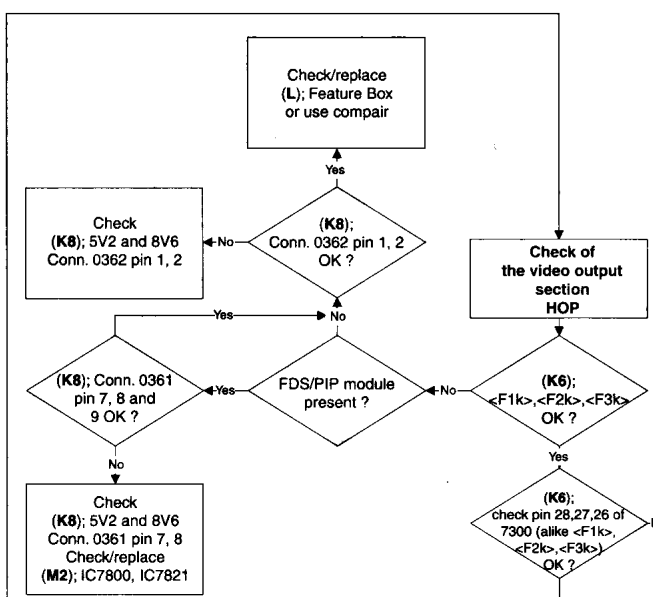 Check/replace
(L); Feature Box
or use compair
Yes
Check
(K8); 5V2 and 8V6
Conn. 0362 pin 1, 2
No
(K8);
Conn. 0362 pin 1, 2
OK ?
Check of
the video output
section
HOP
Yes
No
(K8); Conn. 0361
pin 7, 8 and
9 OK ?
Yes
FDS/PIP module
present ?
No
(K6);
<F1k>,<F2k>,<F3k>
OK ?
No
Yes
Check
(K8); 5V2 and 8V6
Conn. 0361 pin 7, 8
Check/replace
(M2); IC7800, IC7821
(K6);
check pin 28,27,26 of
7300 (alike <F1k>,
<F2k>,<F3k>)
OK ?